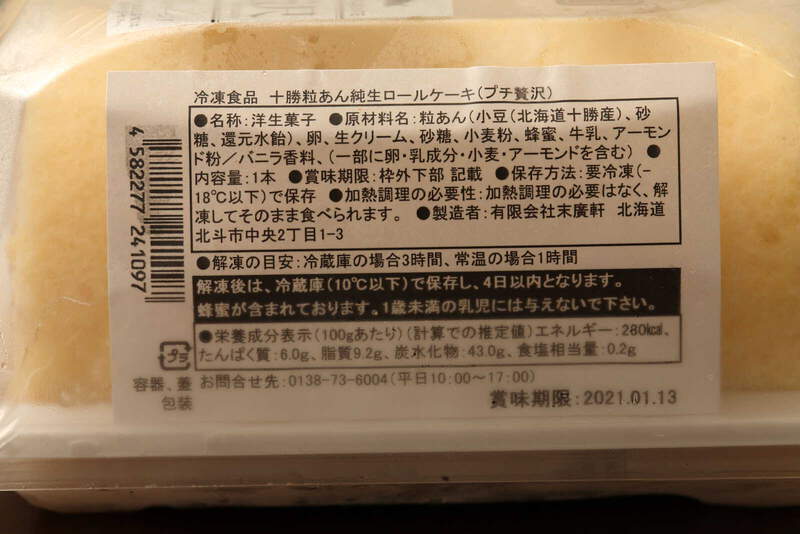 冷凍食品 十勝粒あん純生ロールケーキ(プチ贅沢)
●名称:洋生菓子 ●原材料名:粒あん(小豆(北海道十勝産)、砂
糖、還元水飴)、卵、生クリーム、砂糖、小麦粉、蜂蜜、牛乳、アーモン
ド粉/バニラ香料、(一部に卵・乳成分・小麦・アーモンドを含む) ●
内容量:1本 ●賞味期限:枠外下部 記載 ●保存方法:要冷凍(-
18℃以下)で保存 ●加熱調理の必要性:加熱調理の必要はなく、解
凍してそのまま食べられます。 ●製造者:有限会社末廣軒 北海道
北斗市中央2丁目1-3
●解凍の目安:冷蔵庫の場合3時間、常温の場合1時間
解凍後は、冷蔵庫(10℃以下)で保存し、4日以内となります。
蜂蜜が含まれております。1歳未満の乳児には与えないで下さい。
●栄養成分表示(100gあたり)(計算での推定値)エネルギー:280kcal、
たんぱく質:6.0g、脂質9.2g、炭水化物:43.0g、食塩相当量:0.2g
プラ
容器、蓋
包装
お問合せ先:0138-73-6004(平日10:00~17:00)
賞味期限:2021.01.13
4 582277 241097